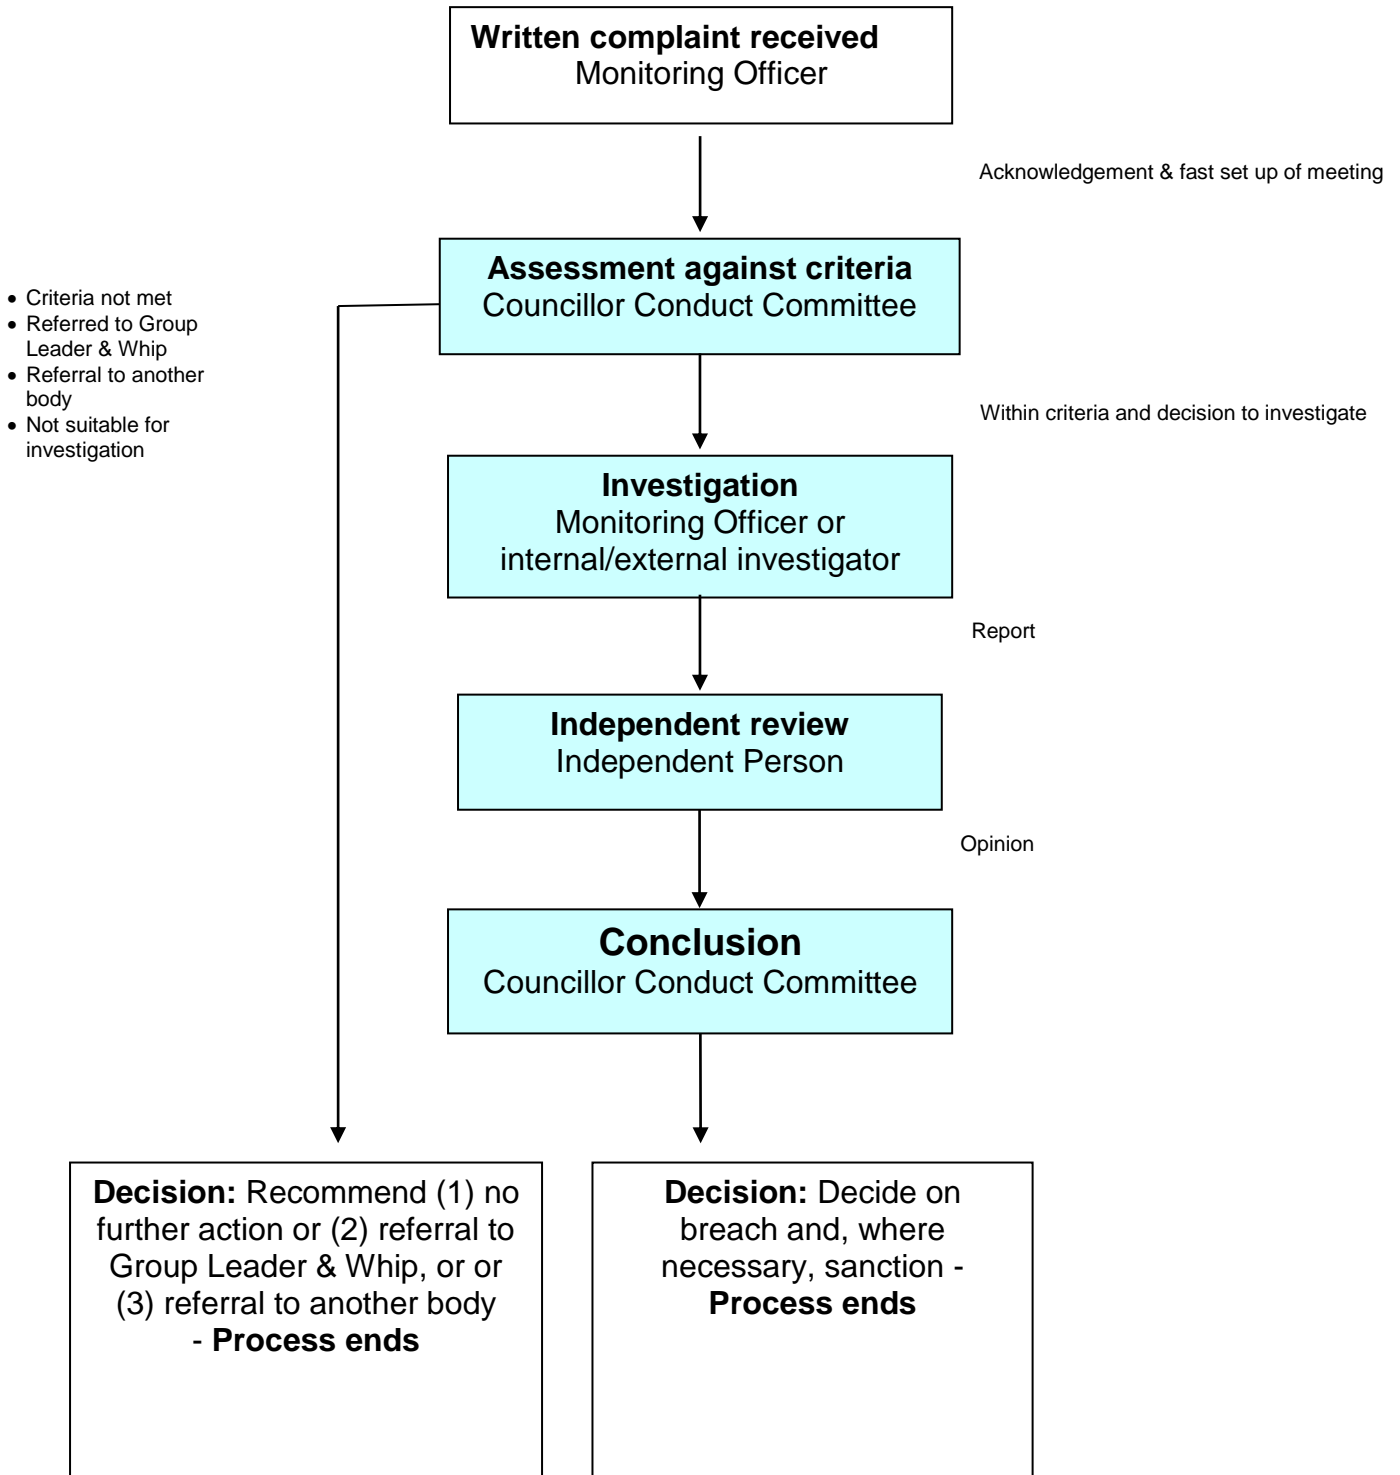 Written complaint received
Monitoring Officer
Acknowledgement & fast set up of meeting
Assessment against criteria
Councillor Conduct Committee
• Criteria not met
• Referred to Group
Leader & Whip
• Referral to another
body
• Not suitable for
investigation
Within criteria and decision to investigate
Investigation
Monitoring Officer or
internal/external investigator
Report
Independent review
Independent Person
Opinion
Conclusion
Councillor Conduct Committee
Decision: Recommend (1) no
further action or (2) referral to
Group Leader & Whip, or or
(3) referral to another body
- Process ends
Decision: Decide on
breach and, where
necessary, sanction -
Process ends